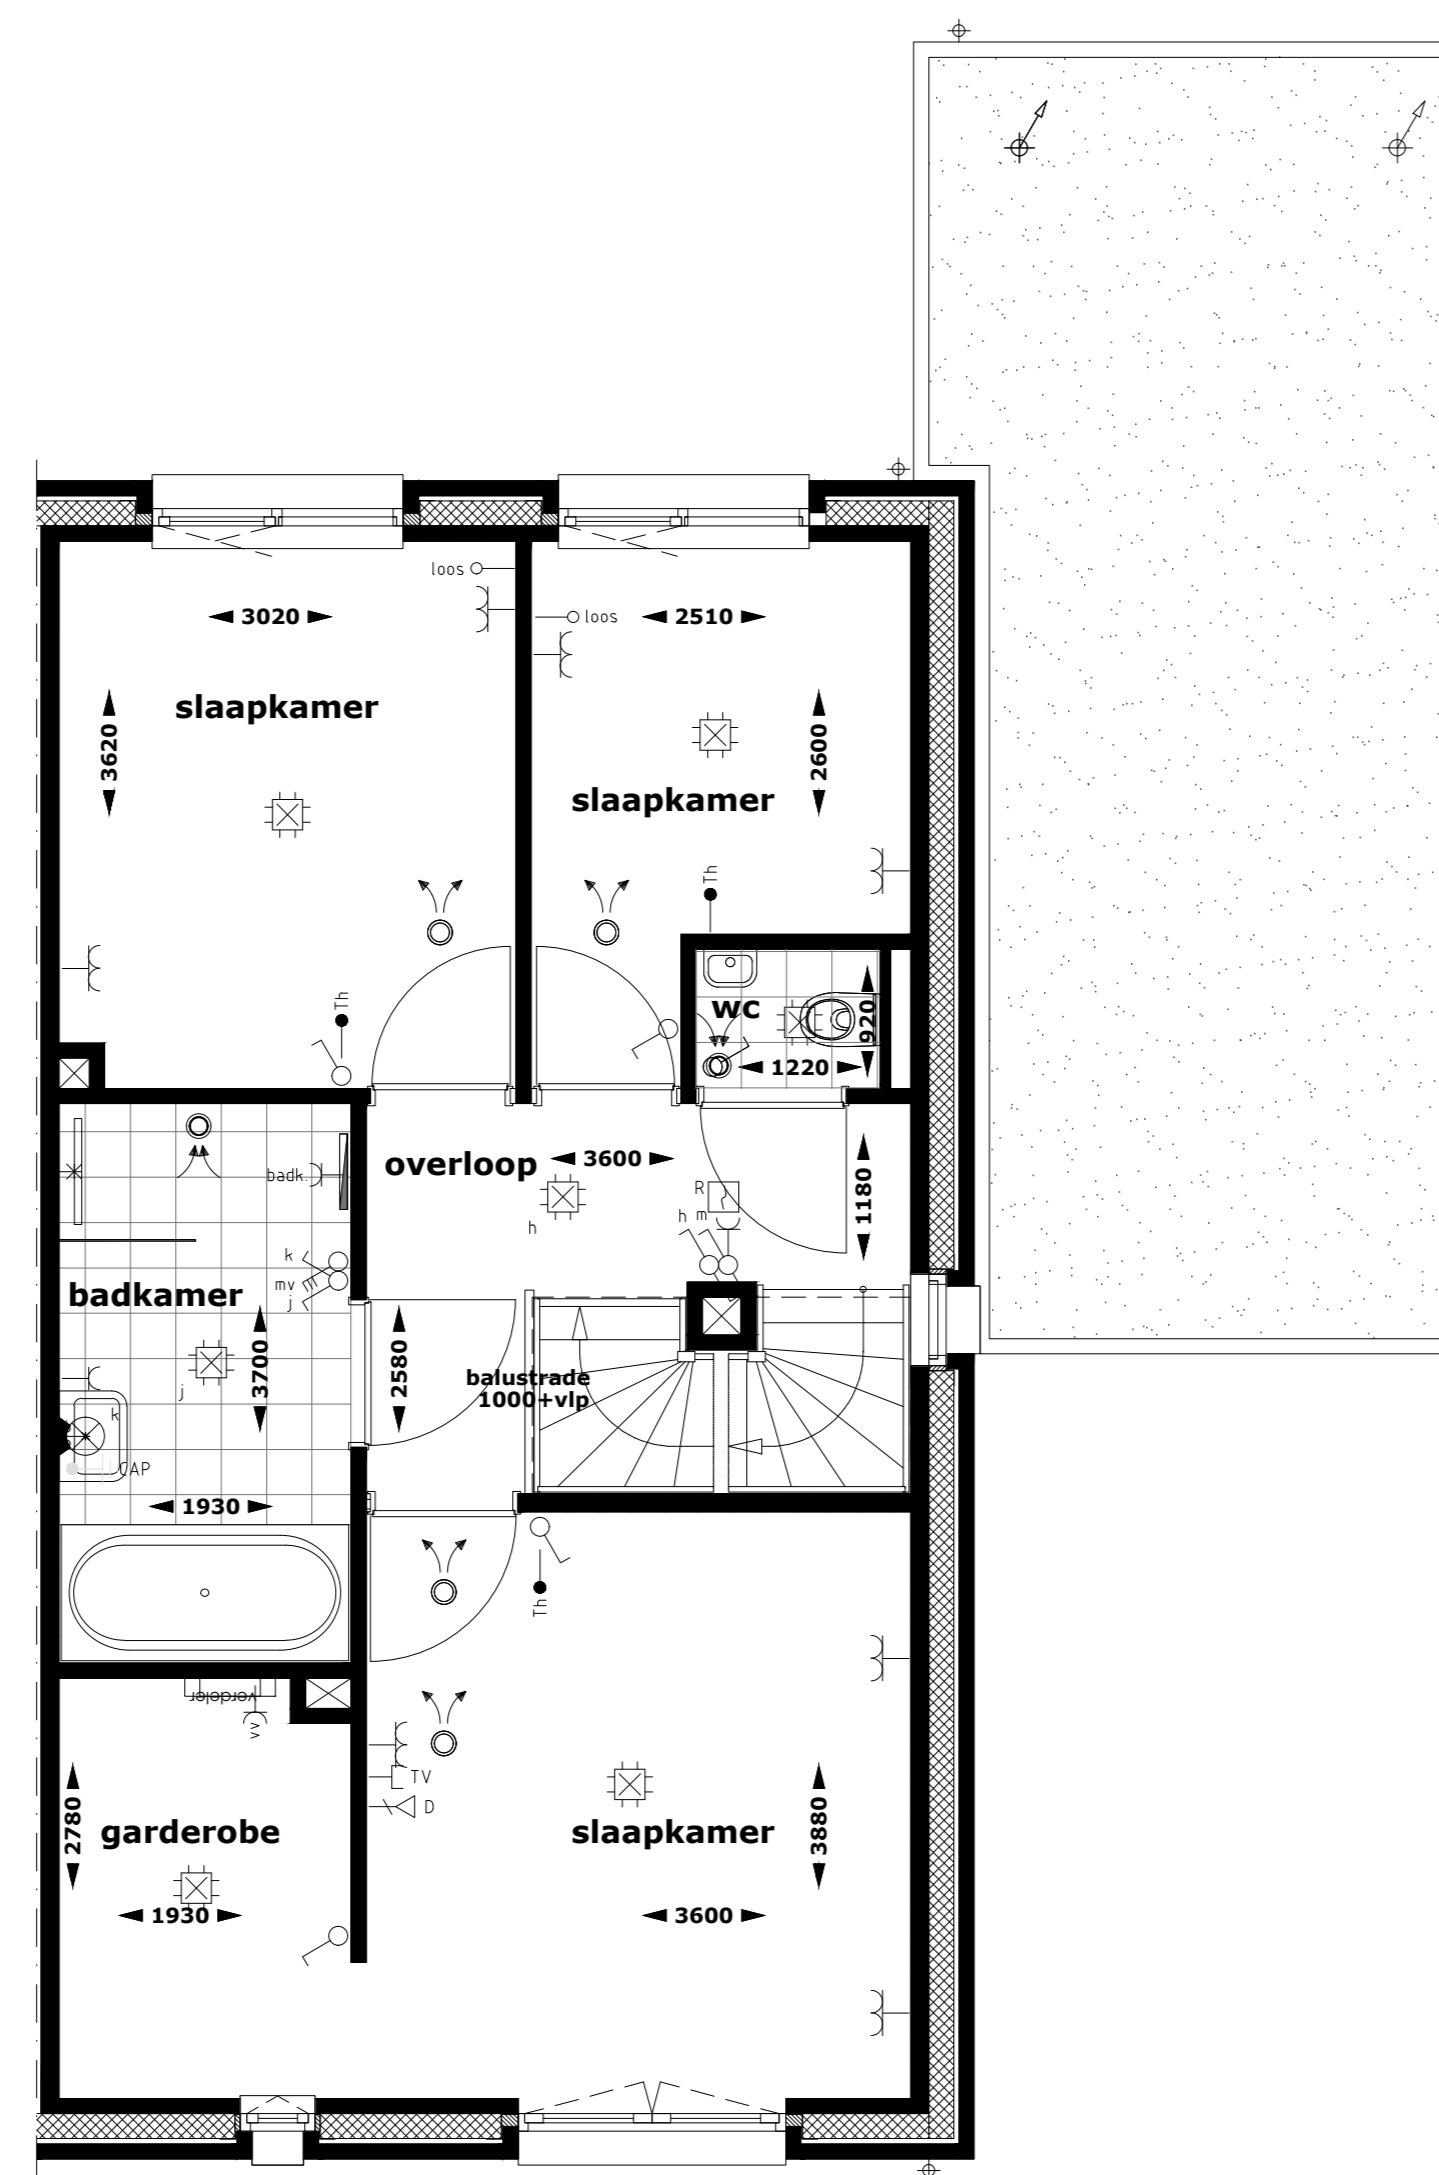 loos
3020
loos
2510
slaapkamer
3620
2600
slaapkamer
Th
Th
wc
920
1220
overloop
3600
badk.
R
h
m
h
1180
k
mv
j
badkamer
3700
2580
balustrade
1000+vlp
j
k
CAP
1930
Th
verdeler
vv
TV
D
2780
garderobe
slaapkamer
3880
1930
3600